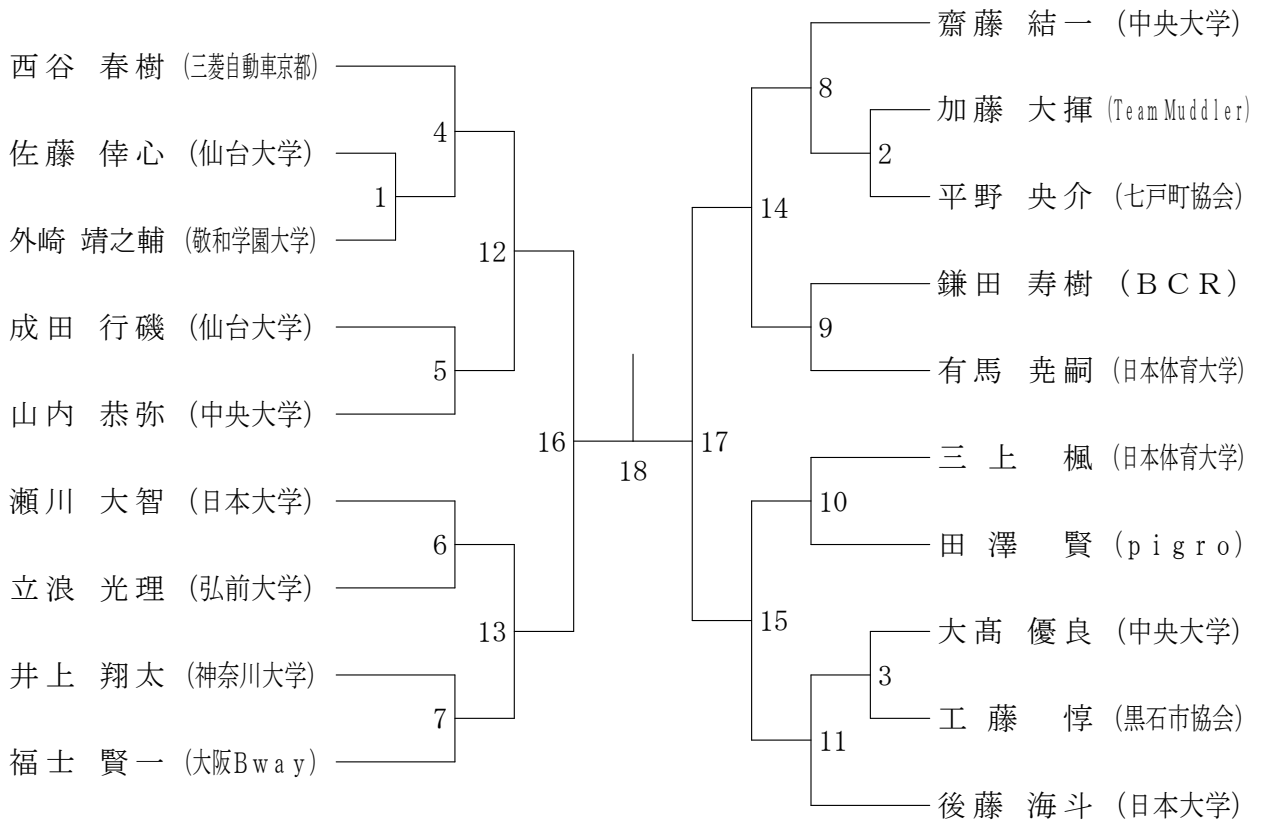 西谷 春樹 (三菱自動車京都)
佐藤 倖心 (仙台大学)
外崎 靖之輔 (敬和学園大学)
成田 行磯 (仙台大学)
山内 恭弥 (中央大学)
瀬川 大智 (日本大学)
立浪 光理 (弘前大学)
井上 翔太 (神奈川大学)
福士 賢一 (大阪Bway)
1
4
5
6
7
12
13
16
18
17
14
15
8
2
9
10
3
11
齋藤 結一 (中央大学)
加藤 大揮 (TeamMuddler)
平野 央介 (七戸町協会)
鎌田 寿樹 (BCR)
有馬 尭嗣 (日本体育大学)
三上 楓 (日本体育大学)
田澤 賢 (pigro)
大髙 優良 (中央大学)
工藤 惇 (黒石市協会)
後藤 海斗 (日本大学)